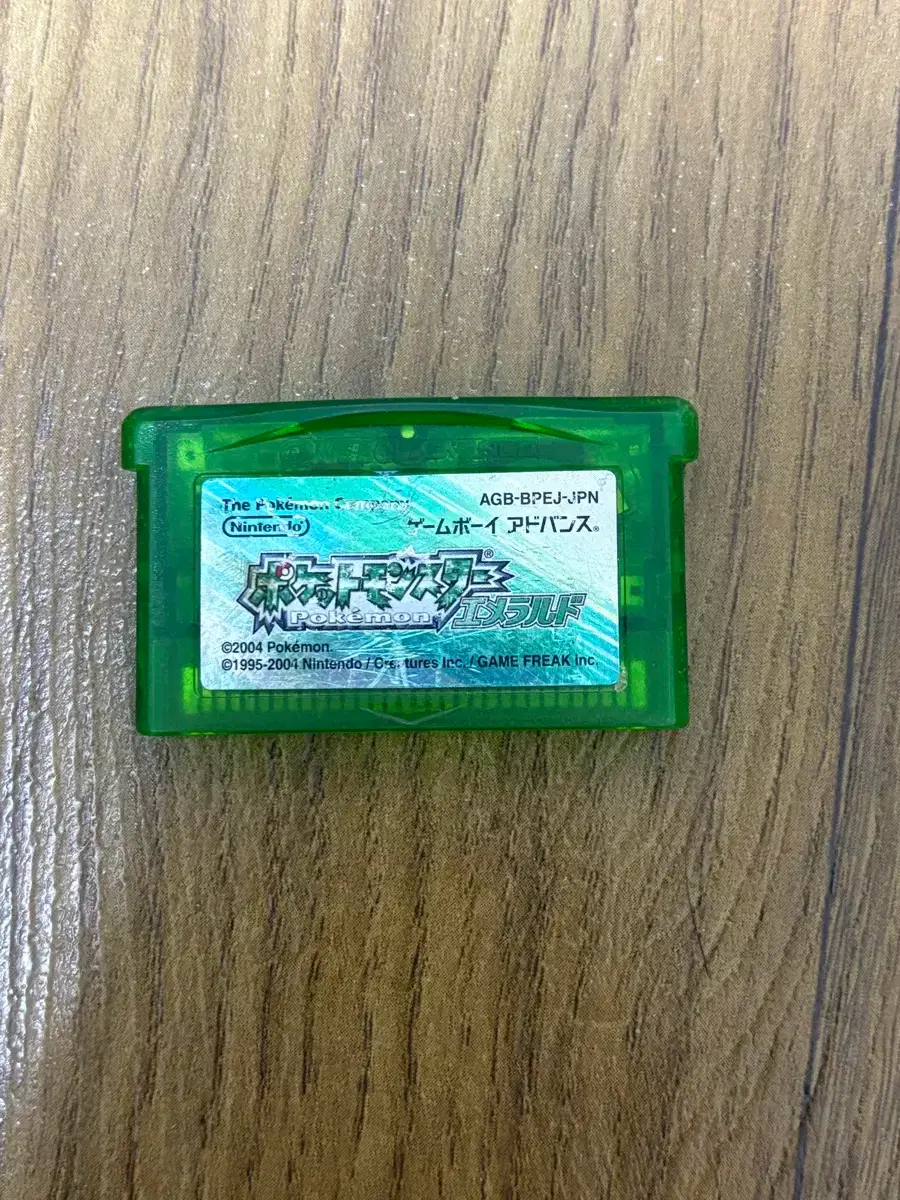 The Pokémon Company
AGB-BPEJ-JPN
Nintendo
ゲームボーイ アドバンス®
ポケットモンスター®
Pokémon
エメラルド
©2004 Pokémon.
©1995-2004 Nintendo / Creatures Inc. / GAME FREAK inc.